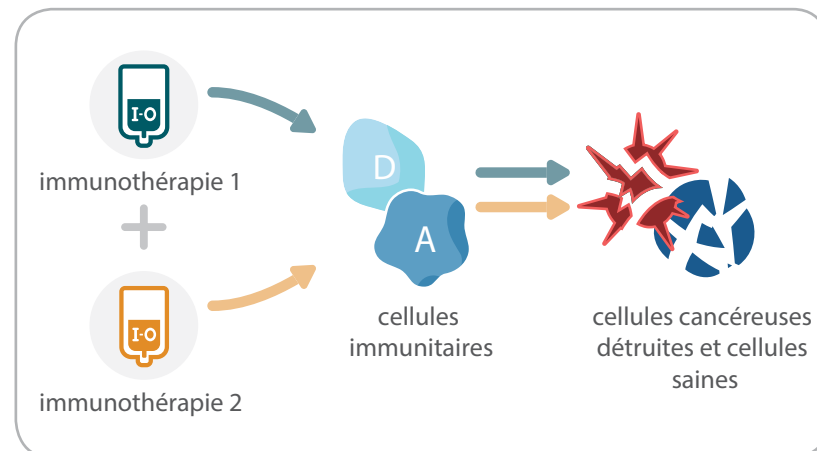 I-O
immunothérapie 1
I-O
immunothérapie 2
D
A
cellules
immunitaires
cellules cancéreuses
détruites et cellules
saines